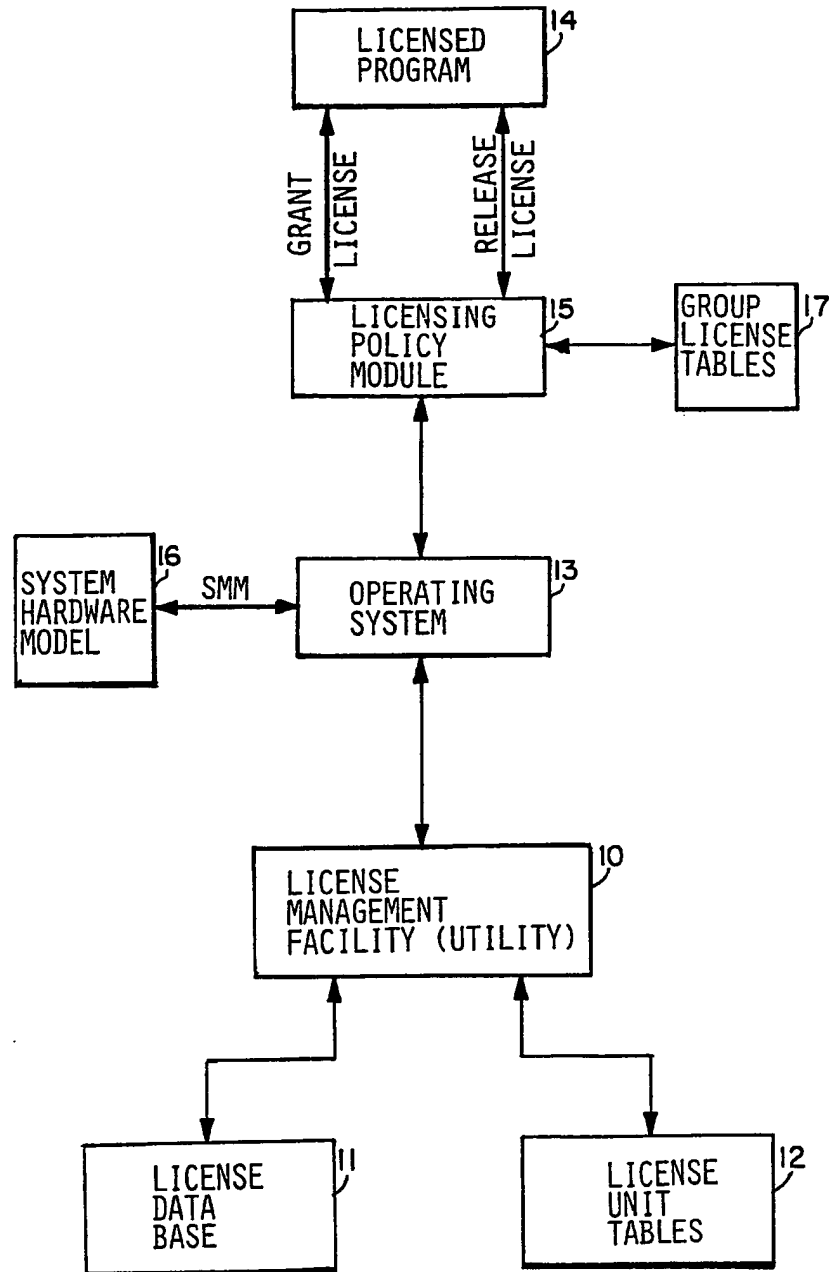 LICENSED
PROGRAM
14
GRANT
LICENSE
RELEASE
LICENSE
LICENSING
POLICY
MODULE
15
GROUP
LICENSE
TABLES
17
SYSTEM
HARDWARE
MODEL
16
SMM
OPERATING
SYSTEM
13
LICENSE
MANAGEMENT
FACILITY (UTILITY)
10
LICENSE
DATA
BASE
11
LICENSE
UNIT
TABLES
12